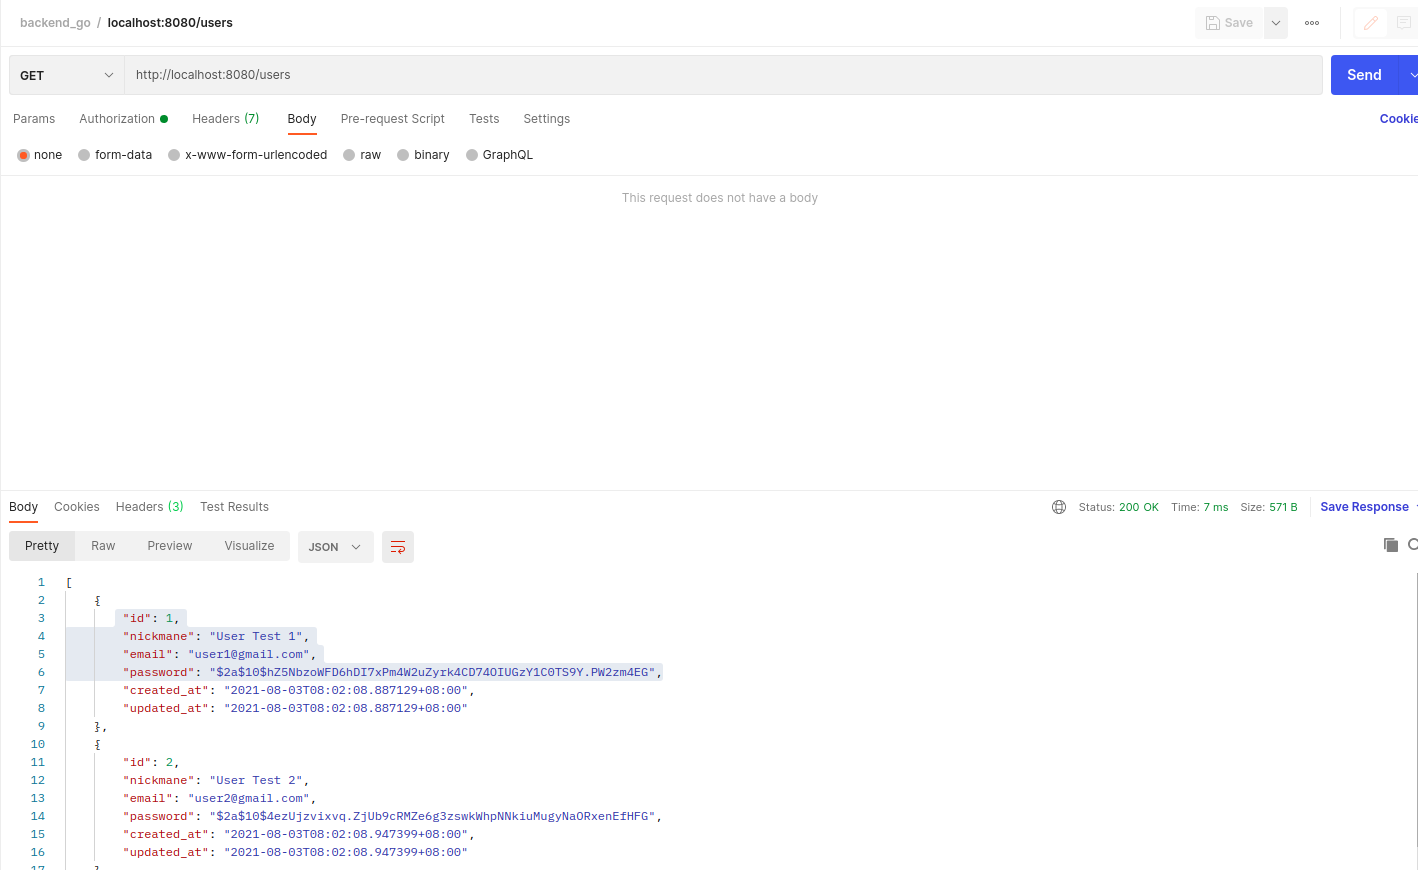 backend_go / localhost:8080/users Save
GET http://localhost:8080/users Send
Params Authorization Headers (7) Body Pre-request Script Tests Settings Cookie
none form-data x-www-form-urlencoded raw binary GraphQL
This request does not have a body
Body Cookies Headers (3) Test Results Status: 200 OK Time: 7 ms Size: 571 B Save Response
Pretty Raw Preview Visualize JSON
1 [
2 {
3 "id": 1,
4 "nickmane": "User Test 1",
5 "email": "user1@gmail.com",
6 "password": "$2a$10$hZ5NbzoWFD6hDI7xPm4W2uZyrk4CD74OIUGzY1C0TS9Y.PW2zm4EG",
7 "created_at": "2021-08-03T08:02:08.887129+08:00",
8 "updated_at": "2021-08-03T08:02:08.887129+08:00"
9 },
10 {
11 "id": 2,
12 "nickmane": "User Test 2",
13 "email": "user2@gmail.com",
14 "password": "$2a$10$4ezUjzvixvq.ZjUb9cRMZe6g3zswkWhpNNkiuMugyNaORxenEfHFG",
15 "created_at": "2021-08-03T08:02:08.947399+08:00",
16 "updated_at": "2021-08-03T08:02:08.947399+08:00"
17 }